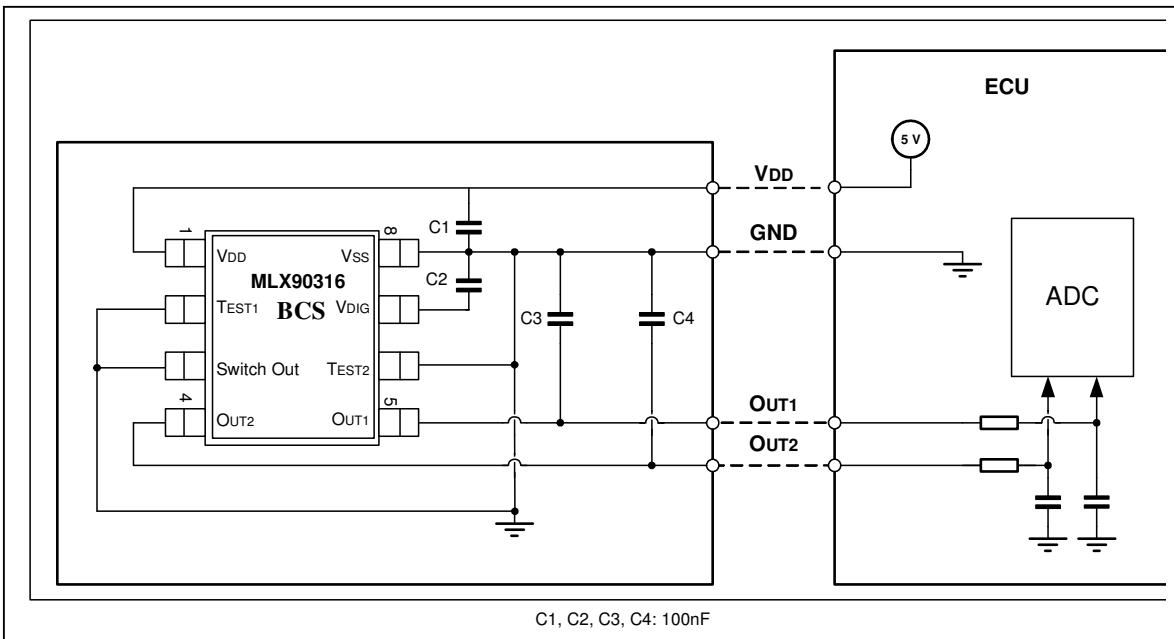 ECU
5 V
VDD
GND
C1
1
8
VDD
VSS
MLX90316
C2
ADC
TEST1
BCS
VDIG
C3
C4
Switch Out
TEST2
4
5
OUT2
OUT1
OUT1
OUT2
C1, C2, C3, C4: 100nF